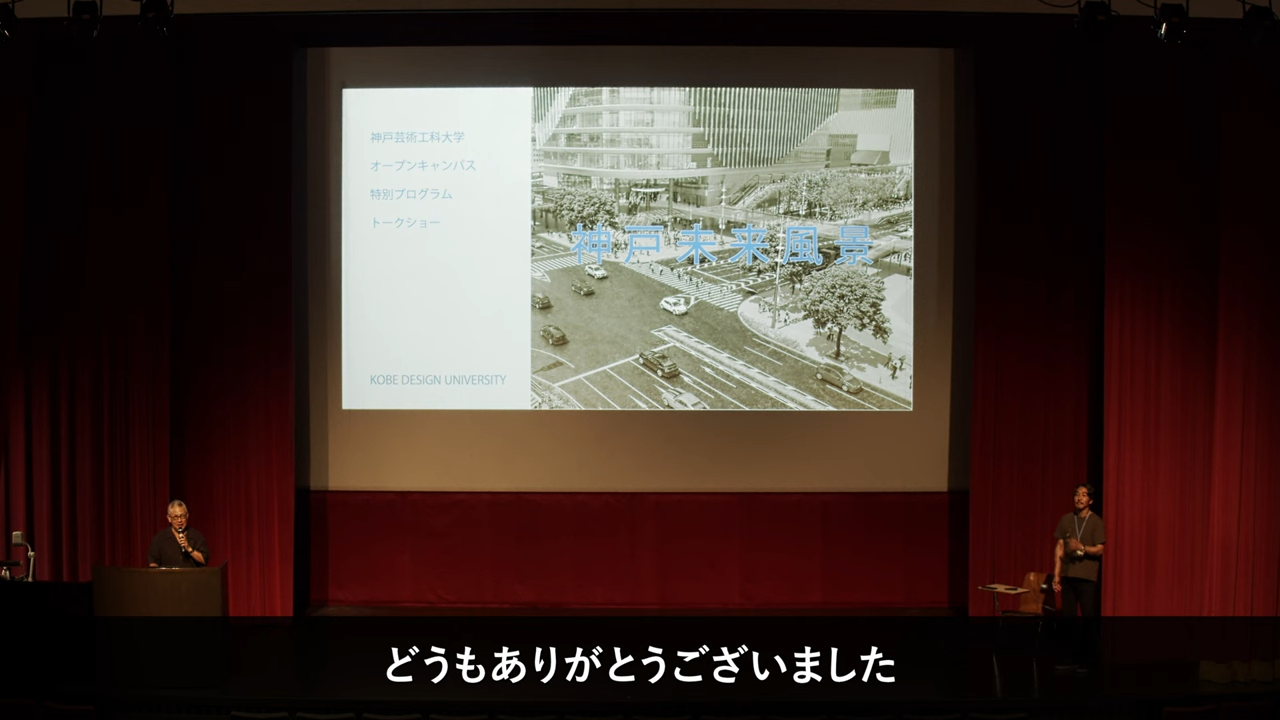 神戸芸術工科大学
オープンキャンパス
特別プログラム
トークショー
神戸未来風景
KOBE DESIGN UNIVERSITY
どうもありがとうございました